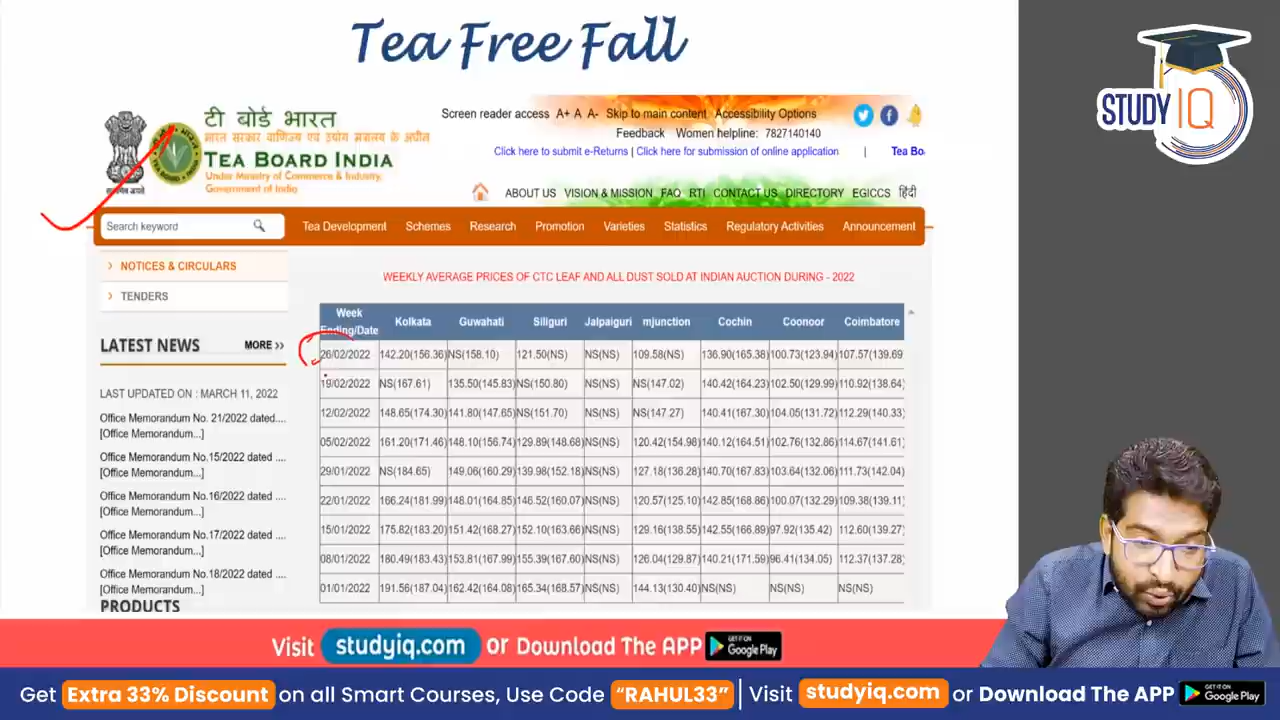 Tea Free Fall
STUDY IQ
टी बोर्ड भारत
भारत सरकार वाणिज्य एवं उद्योग मंत्रालय के अधीन
TEA BOARD INDIA
Under Ministry of Commerce & Industry,
Government of India
Screen reader access A+ A A- Skip to main content Accessibility Options
Feedback Women helpline: 7827140140
Click here to submit e-Returns | Click here for submission of online application | Tea Bo
ABOUT US VISION & MISSION FAQ RTI CONTACT US DIRECTORY EGICCS हिंदी
Search keyword
Tea Development Schemes Research Promotion Varieties Statistics Regulatory Activities Announcement
NOTICES & CIRCULARS
TENDERS
LATEST NEWS MORE >>
LAST UPDATED ON : MARCH 11, 2022
Office Memorandum No. 21/2022 dated....
[Office Memorandum...]
Office Memorandum No.15/2022 dated ....
[Office Memorandum...]
Office Memorandum No.16/2022 dated ....
[Office Memorandum...]
Office Memorandum No.17/2022 dated ....
[Office Memorandum...]
Office Memorandum No.18/2022 dated ....
[Office Memorandum...]
PRODUCTS
WEEKLY AVERAGE PRICES OF CTC LEAF AND ALL DUST SOLD AT INDIAN AUCTION DURING - 2022
Week Ending/Date Kolkata Guwahati Siliguri Jalpaiguri mjunction Cochin Coonoor Coimbatore
26/02/2022 142.20(156.36) NS(158.10) 121.50(NS) NS(NS) 109.58(NS) 136.90(165.38) 100.73(123.94) 107.57(139.69)
19/02/2022 NS(167.61) 135.50(145.83) NS(150.80) NS(NS) NS(147.02) 140.42(164.23) 102.50(129.99) 110.92(138.64)
12/02/2022 148.65(174.30) 141.80(147.65) NS(151.70) NS(NS) NS(147.27) 140.41(167.30) 104.05(131.72) 112.29(140.33)
05/02/2022 161.20(171.46) 148.10(156.74) 129.89(148.68) NS(NS) 120.42(154.98) 140.12(164.51) 102.76(132.86) 114.67(141.61)
29/01/2022 NS(184.65) 149.06(160.29) 139.98(152.18) NS(NS) 127.18(136.28) 140.70(167.83) 103.64(132.06) 111.73(142.04)
22/01/2022 166.24(181.99) 148.01(164.85) 146.52(160.07) NS(NS) 120.57(125.10) 142.85(168.86) 100.07(132.29) 109.38(139.11)
15/01/2022 175.82(183.20) 151.42(168.27) 152.10(163.66) NS(NS) 129.16(138.55) 142.55(166.89) 97.92(135.42) 112.60(139.27)
08/01/2022 180.49(183.43) 153.81(167.99) 155.39(167.60) NS(NS) 126.04(129.87) 140.21(171.59) 96.41(134.05) 112.37(137.28)
01/01/2022 191.56(187.04) 162.42(164.08) 165.34(168.57) NS(NS) 144.13(130.40) NS(NS) NS(NS) NS(NS)
Visit studyiq.com or Download The APP GET IT ON Google Play
Get Extra 33% Discount on all Smart Courses, Use Code "RAHUL33" | Visit studyiq.com or Download The APP GET IT ON Google Play